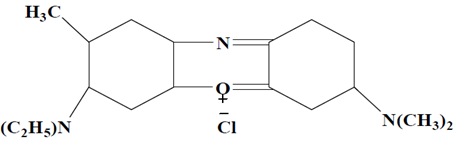 H₃C
N
O
+
−
Cl
(C₂H₅)N
N(CH₃)₂